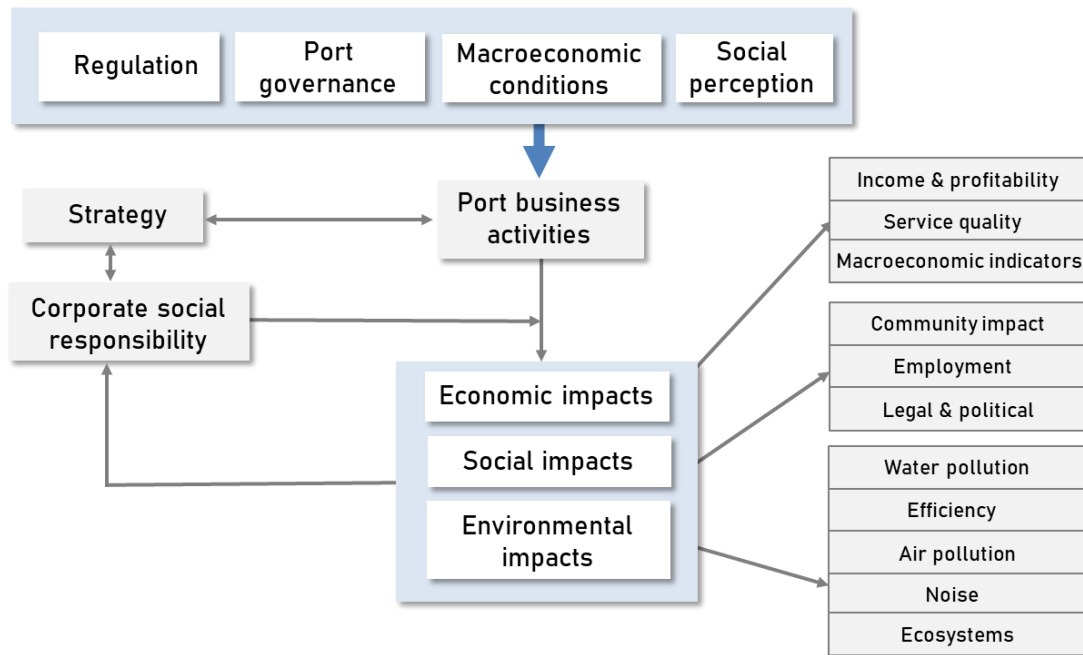 Regulation
Port
governance
Macroeconomic
conditions
Social
perception
Strategy
Port business
activities
Corporate social
responsibility
Economic impacts
Social impacts
Environmental
impacts
Income & profitability
Service quality
Macroeconomic indicators
Community impact
Employment
Legal & political
Water pollution
Efficiency
Air pollution
Noise
Ecosystems